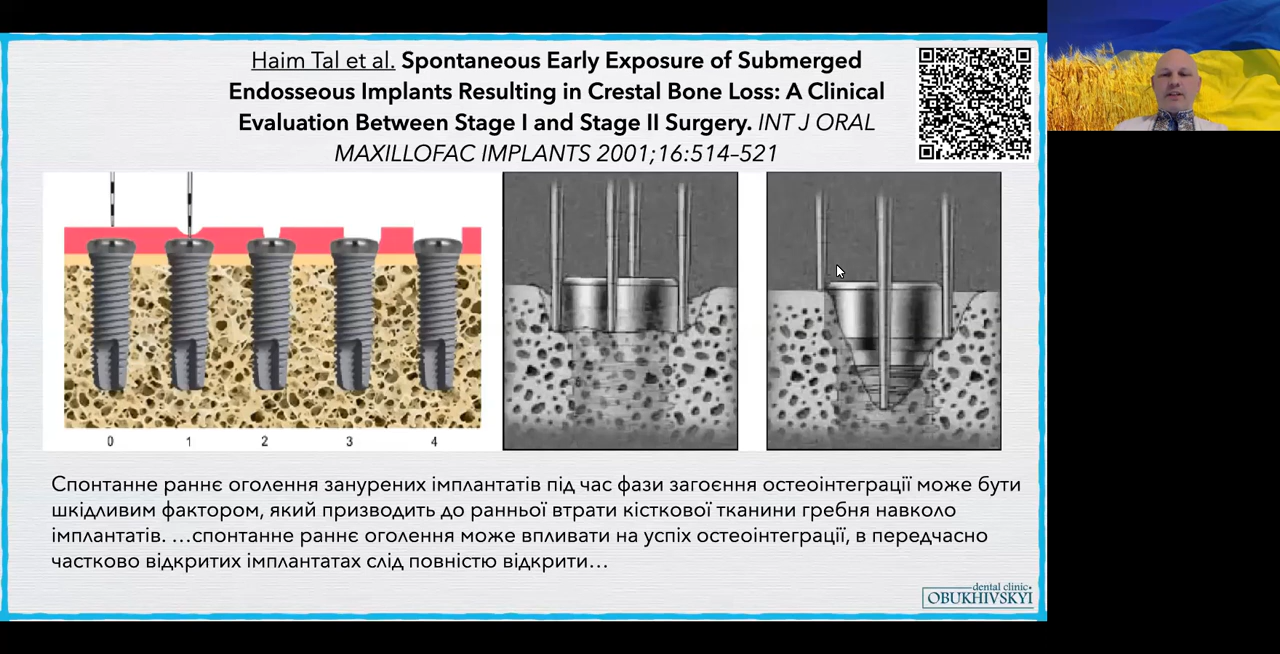 Haim Tal et al. Spontaneous Early Exposure of Submerged
Endosseous Implants Resulting in Crestal Bone Loss: A Clinical
Evaluation Between Stage I and Stage II Surgery. INT J ORAL
MAXILLOFAC IMPLANTS 2001;16:514–521
0 1 2 3 4
Спонтанне раннє оголення занурених імплантатів під час фази загоєння остеоінтеграції може бути
шкідливим фактором, який призводить до ранньої втрати кісткової тканини гребня навколо
імплантатів. …спонтанне раннє оголення може впливати на успіх остеоінтеграції, в передчасно
частково відкритих імплантатах слід повністю відкрити…
dental clinic
OBUKHIVSKYI